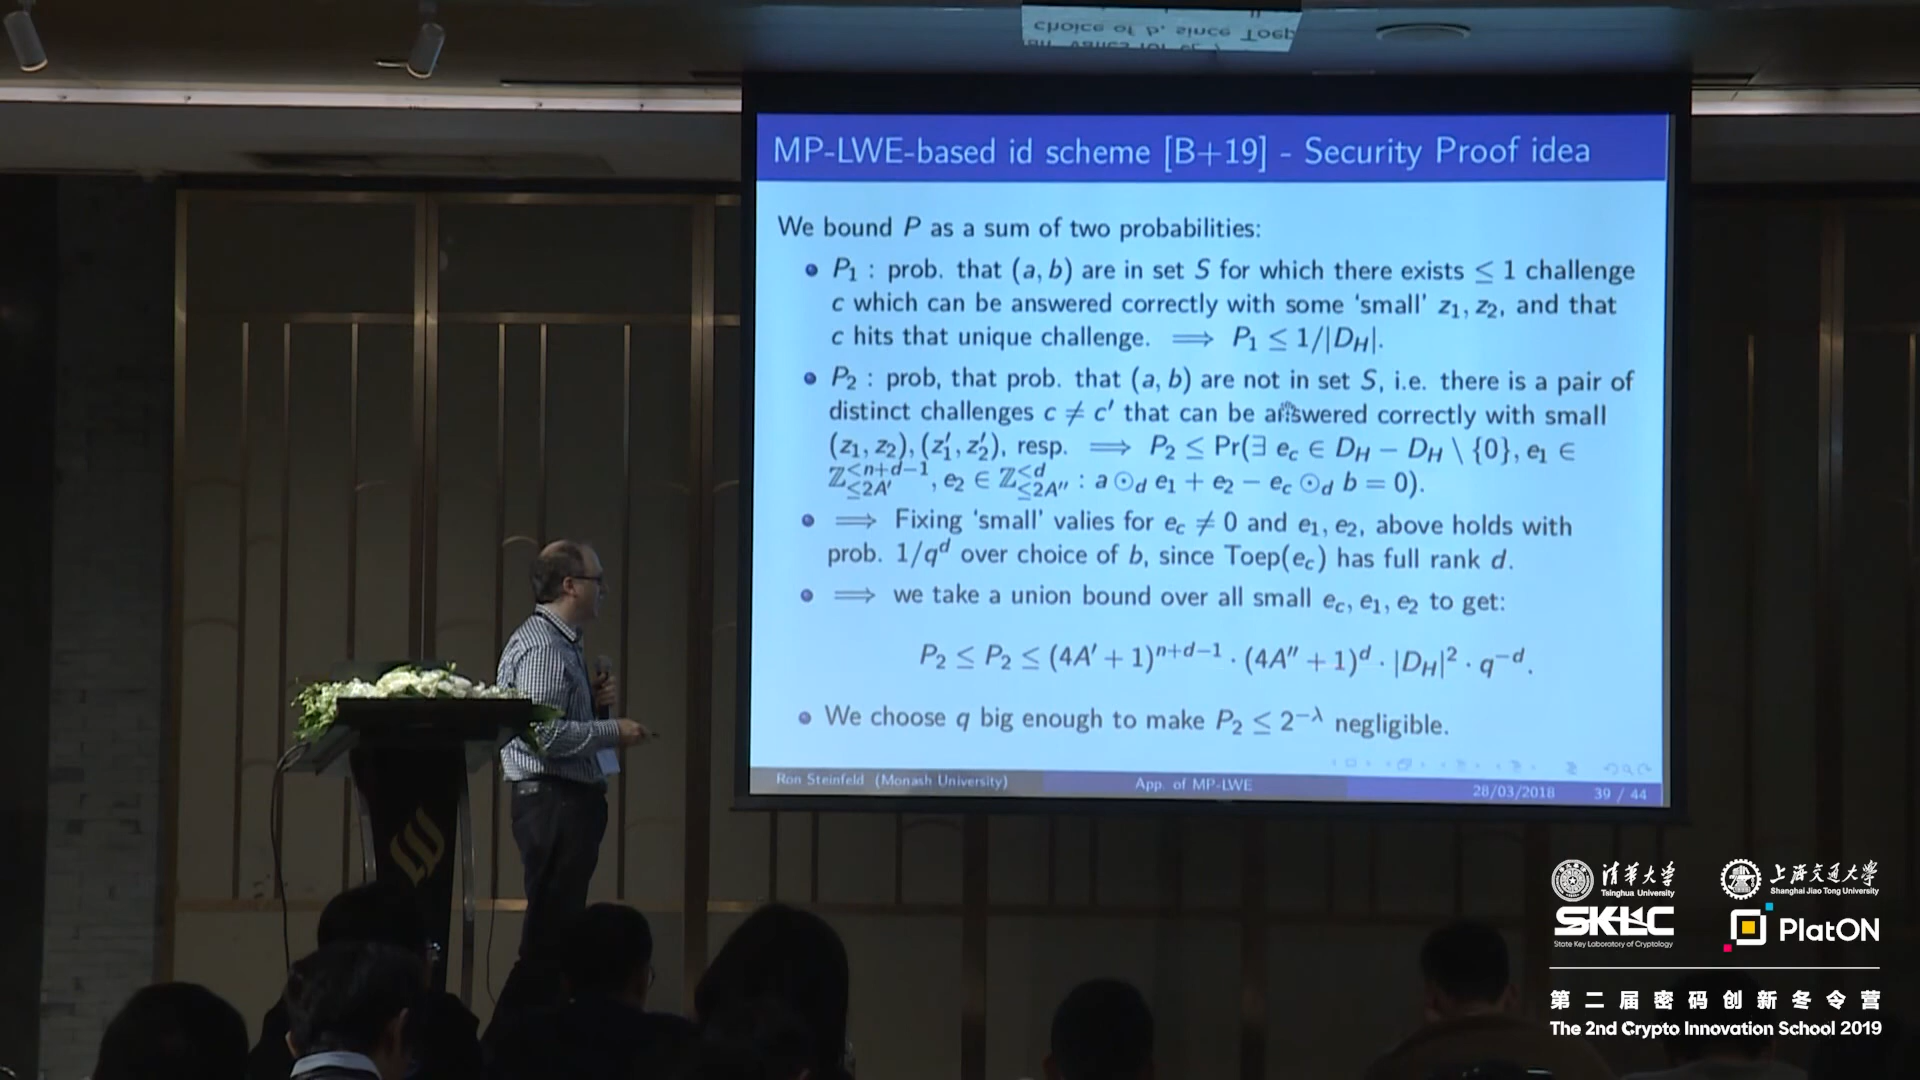 choice of b, since Toep
MP-LWE-based id scheme [B+19] - Security Proof idea
We bound P as a sum of two probabilities:
P₁ : prob. that (a, b) are in set S for which there exists ≤ 1 challenge
c which can be answered correctly with some ‘small’ z₁, z₂, and that
c hits that unique challenge. ⟹ P₁ ≤ 1/|D_H|.
P₂ : prob, that prob. that (a, b) are not in set S, i.e. there is a pair of
distinct challenges c ≠ c′ that can be answered correctly with small
(z₁, z₂), (z′₁, z′₂), resp. ⟹ P₂ ≤ Pr(∃ e_c ∈ D_H − D_H \ {0}, e₁ ∈
ℤ^{<n+d−1}_{≤2A′}, e₂ ∈ ℤ^{<d}_{≤2A″} : a ⊙_d e₁ + e₂ − e_c ⊙_d b = 0).
⟹ Fixing ‘small’ valies for e_c ≠ 0 and e₁, e₂, above holds with
prob. 1/q^d over choice of b, since Toep(e_c) has full rank d.
⟹ we take a union bound over all small e_c, e₁, e₂ to get:
P₂ ≤ P₂ ≤ (4A′ + 1)^{n+d−1} · (4A″ + 1)^d · |D_H|² · q^{−d}.
We choose q big enough to make P₂ ≤ 2^{−λ} negligible.
Ron Steinfeld (Monash University) App. of MP-LWE 28/03/2018 39 / 44
清华大学 上海交通大学
Tsinghua University Shanghai Jiao Tong University
SKLC PlatON
State Key Laboratory of Cryptology
第二届密码创新冬令营
The 2nd Crypto Innovation School 2019